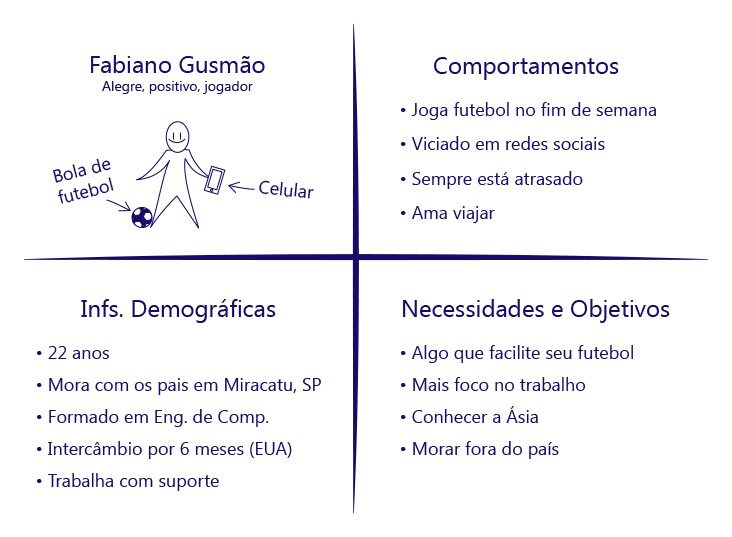 Fabiano Gusmão
Alegre, positivo, jogador
Bola de
futebol
Celular
Comportamentos
• Joga futebol no fim de semana
• Viciado em redes sociais
• Sempre está atrasado
• Ama viajar
Infs. Demográficas
• 22 anos
• Mora com os pais em Miracatu, SP
• Formado em Eng. de Comp.
• Intercâmbio por 6 meses (EUA)
• Trabalha com suporte
Necessidades e Objetivos
• Algo que facilite seu futebol
• Mais foco no trabalho
• Conhecer a Ásia
• Morar fora do país